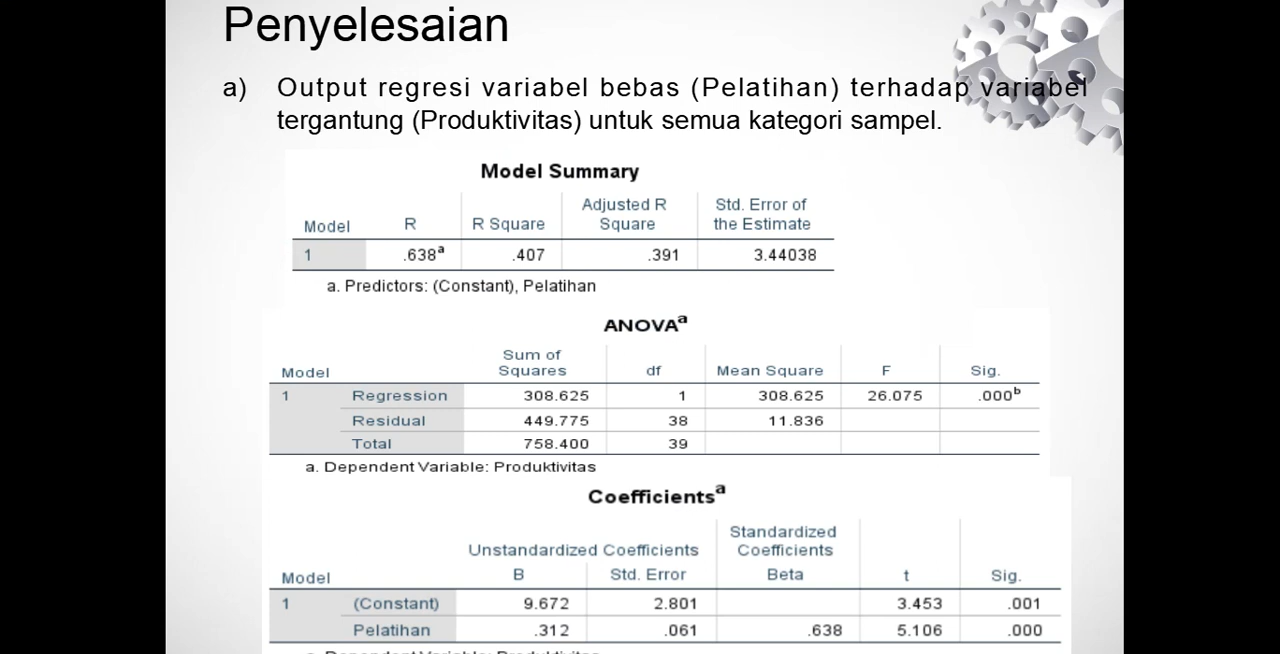 Penyelesaian
a) Output regresi variabel bebas (Pelatihan) terhadap variabel
tergantung (Produktivitas) untuk semua kategori sampel.
Model Summary
Model R R Square Adjusted R Square Std. Error of the Estimate
1 .638a .407 .391 3.44038
a. Predictors: (Constant), Pelatihan
ANOVAa
Model Sum of Squares df Mean Square F Sig.
1 Regression 308.625 1 308.625 26.075 .000b
Residual 449.775 38 11.836
Total 758.400 39
a. Dependent Variable: Produktivitas
Coefficientsa
Unstandardized Coefficients Standardized Coefficients
Model B Std. Error Beta t Sig.
1 (Constant) 9.672 2.801 3.453 .001
Pelatihan .312 .061 .638 5.106 .000